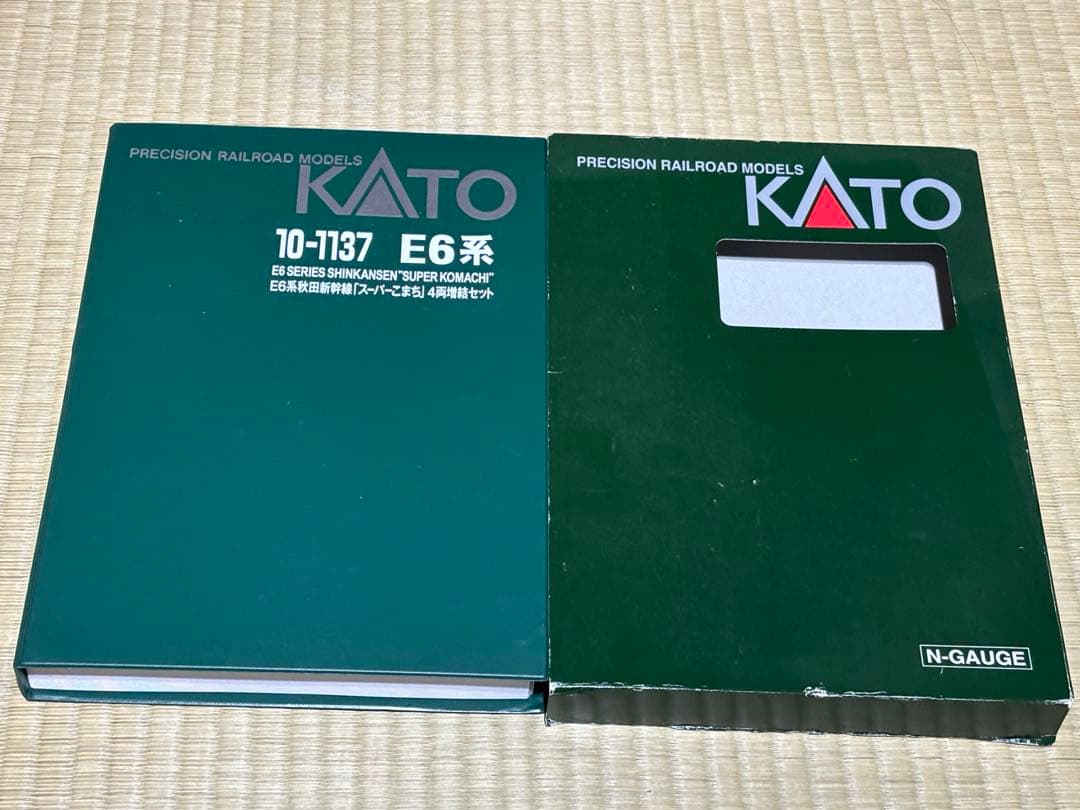 PRECISION RAILROAD MODELS
KATO
10-1137 E6系
E6 SERIES SHINKANSEN "SUPER KOMACHI"
E6系秋田新幹線「スーパーこまち」4両増結セット
PRECISION RAILROAD MODELS
KATO
N-GAUGE